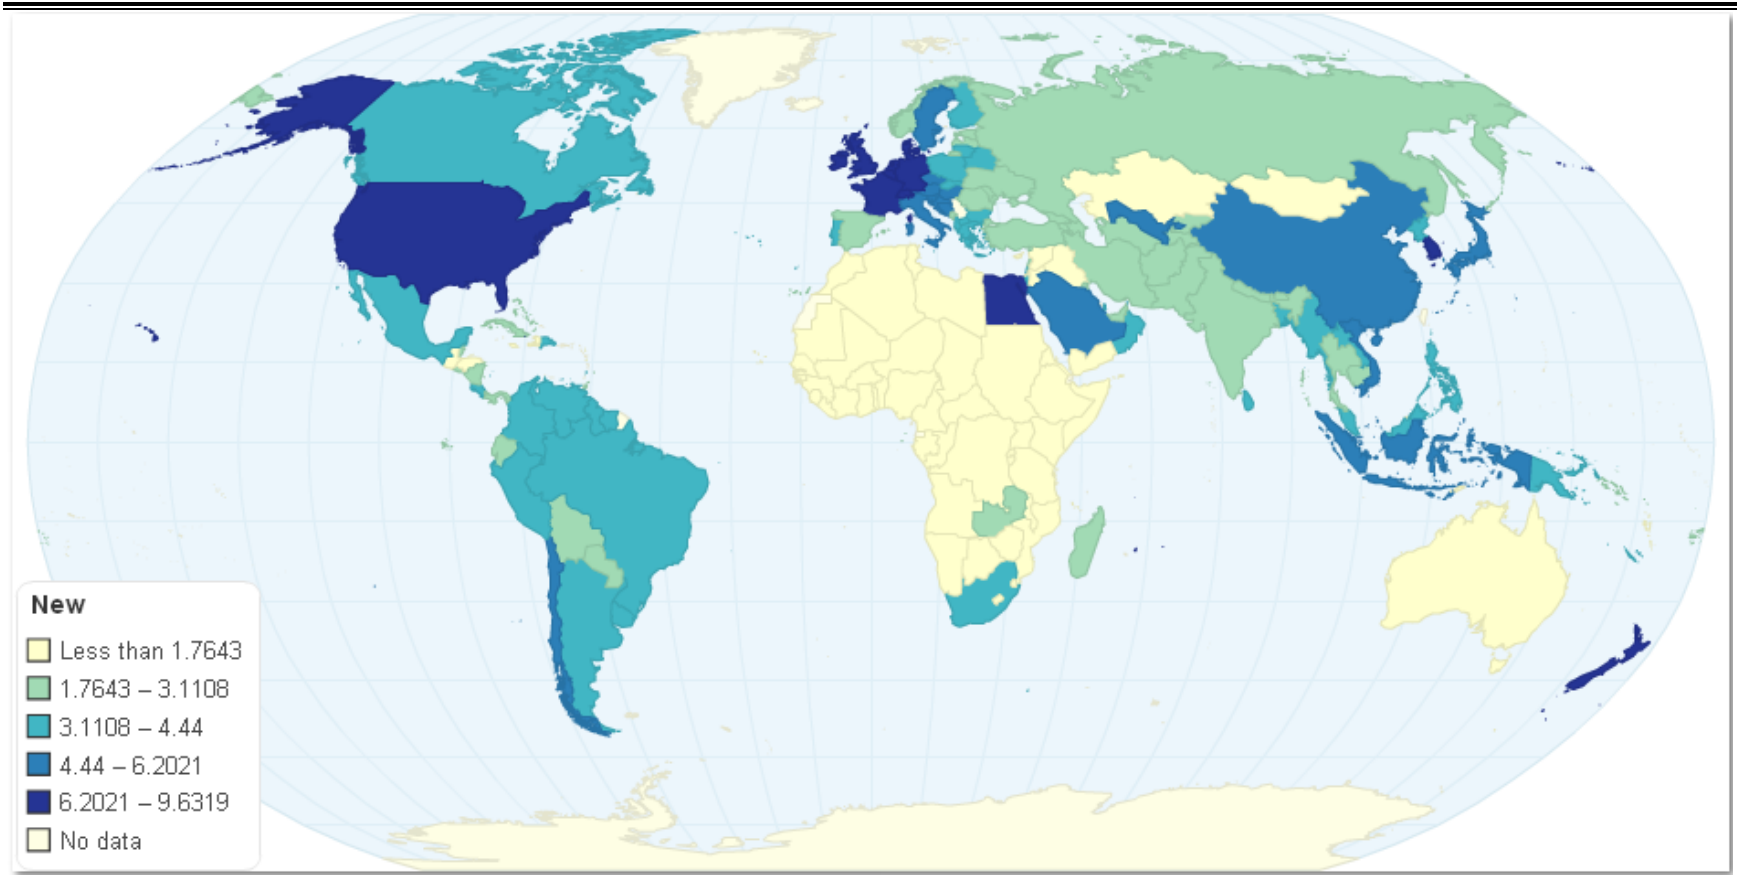 New
Less than 1.7643
1.7643 – 3.1108
3.1108 – 4.44
4.44 – 6.2021
6.2021 – 9.6319
No data